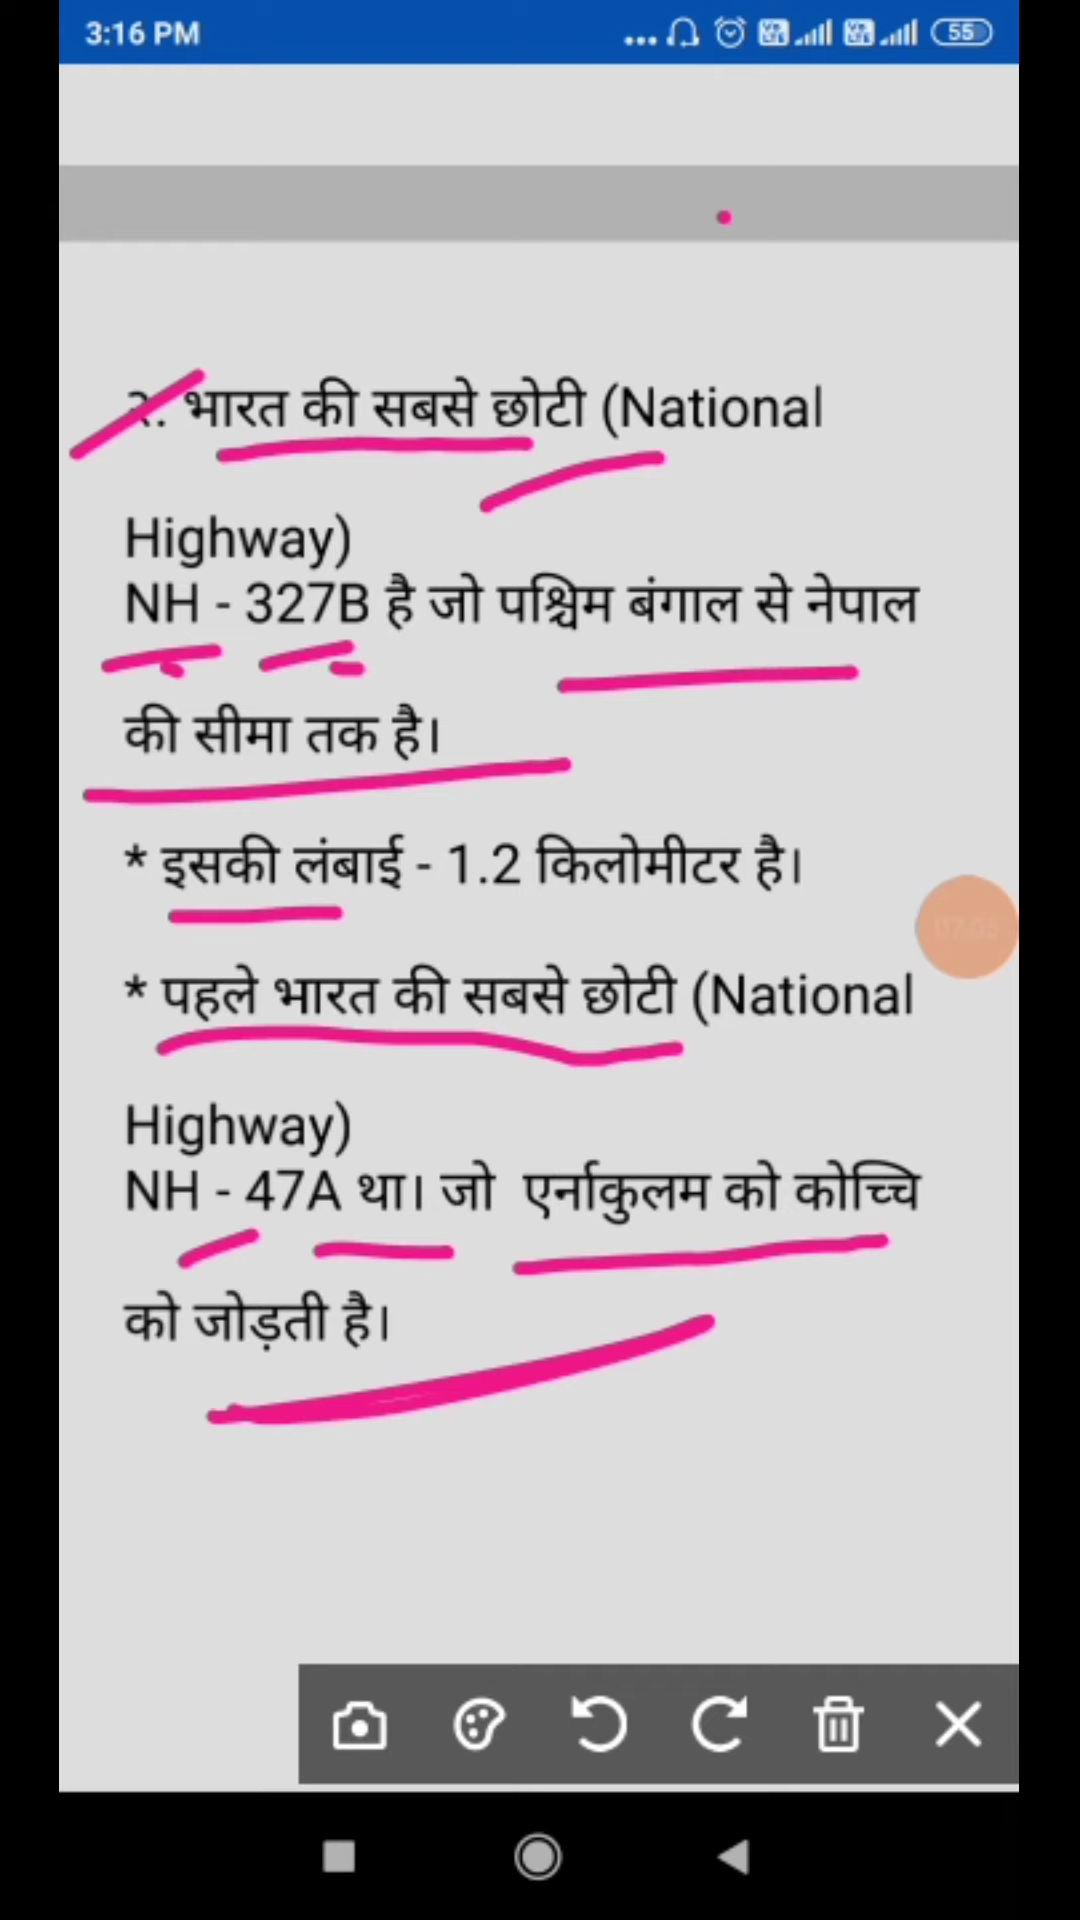 3:16 PM
55
२. भारत की सबसे छोटी (National
Highway)
NH - 327B है जो पश्चिम बंगाल से नेपाल
की सीमा तक है।
* इसकी लंबाई - 1.2 किलोमीटर है।
* पहले भारत की सबसे छोटी (National
Highway)
NH - 47A था। जो एर्नाकुलम को कोच्चि
को जोड़ती है।